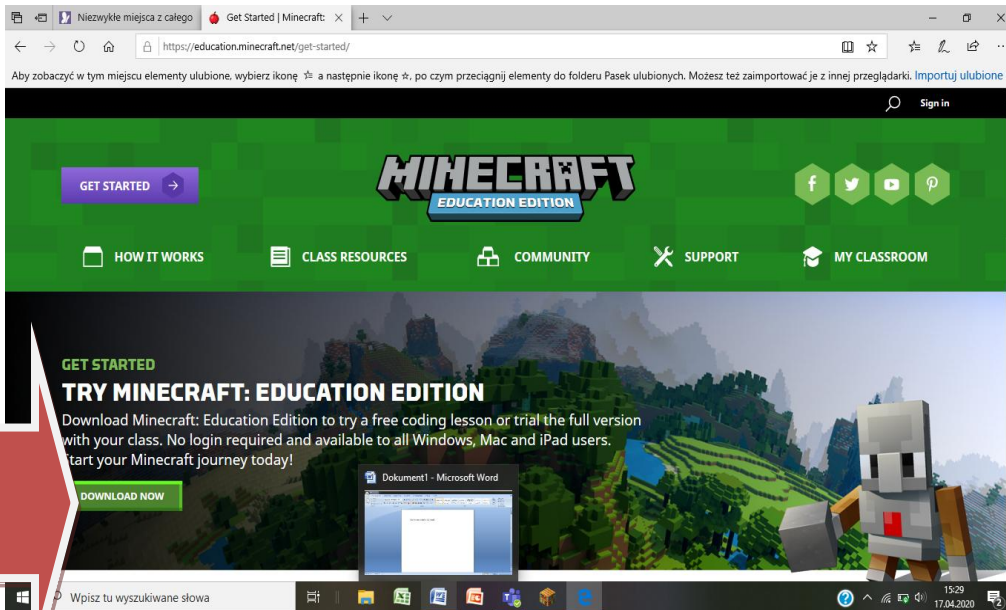 Niezwykłe miejsca z całego
Get Started | Minecraft:
https://education.minecraft.net/get-started/
Aby zobaczyć w tym miejscu elementy ulubione, wybierz ikonę a następnie ikonę ☆, po czym przeciągnij elementy do folderu Pasek ulubionych. Możesz też zaimportować je z innej przeglądarki. Importuj ulubione
Sign in
GET STARTED
MINECRAFT
EDUCATION EDITION
HOW IT WORKS
CLASS RESOURCES
COMMUNITY
SUPPORT
MY CLASSROOM
GET STARTED
TRY MINECRAFT: EDUCATION EDITION
Download Minecraft: Education Edition to try a free coding lesson or trial the full version
with your class. No login required and available to all Windows, Mac and iPad users.
Start your Minecraft journey today!
Dokument1 - Microsoft Word
DOWNLOAD NOW
Wpisz tu wyszukiwane słowa
15:29
17.04.2020